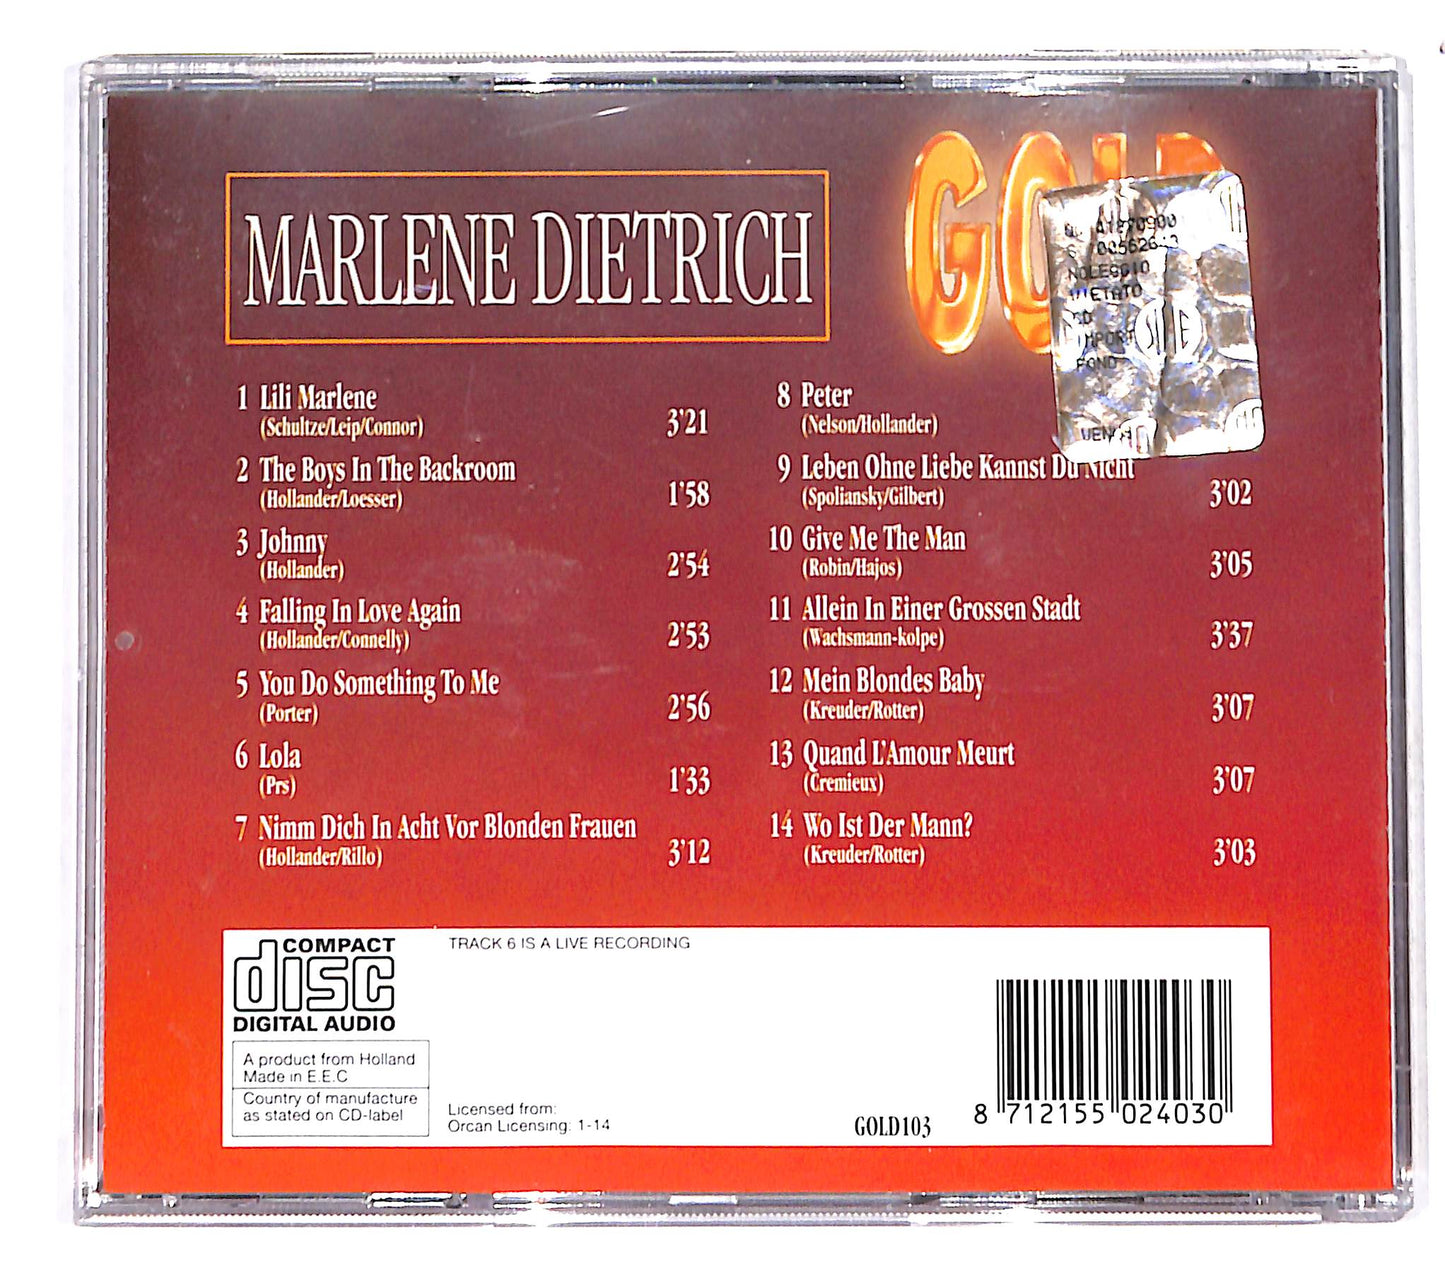 MARLENE DIETRICH
GOLD
1 Lili Marlene
(Schultze/Leip/Connor) 3'21
2 The Boys In The Backroom
(Hollander/Loesser) 1'58
3 Johnny
(Hollander) 2'54
4 Falling In Love Again
(Hollander/Connelly) 2'53
5 You Do Something To Me
(Porter) 2'56
6 Lola
(Prs) 1'33
7 Nimm Dich In Acht Vor Blonden Frauen
(Hollander/Rillo) 3'12
8 Peter
(Nelson/Hollander)
9 Leben Ohne Liebe Kannst Du Nicht
(Spoliansky/Gilbert) 3'02
10 Give Me The Man
(Robin/Hajos) 3'05
11 Allein In Einer Grossen Stadt
(Wachsmann-kolpe) 3'37
12 Mein Blondes Baby
(Kreuder/Rotter) 3'07
13 Quand L'Amour Meurt
(Cremieux) 3'07
14 Wo Ist Der Mann?
(Kreuder/Rotter) 3'03
NOLEGGIO
VIETATO
CD
IMPORT
SIAE
COMPACT
disc
DIGITAL AUDIO
TRACK 6 IS A LIVE RECORDING
A product from Holland
Made in E.E.C
Country of manufacture
as stated on CD-label
Licensed from:
Orcan Licensing: 1-14
GOLD103
8 712155 024030